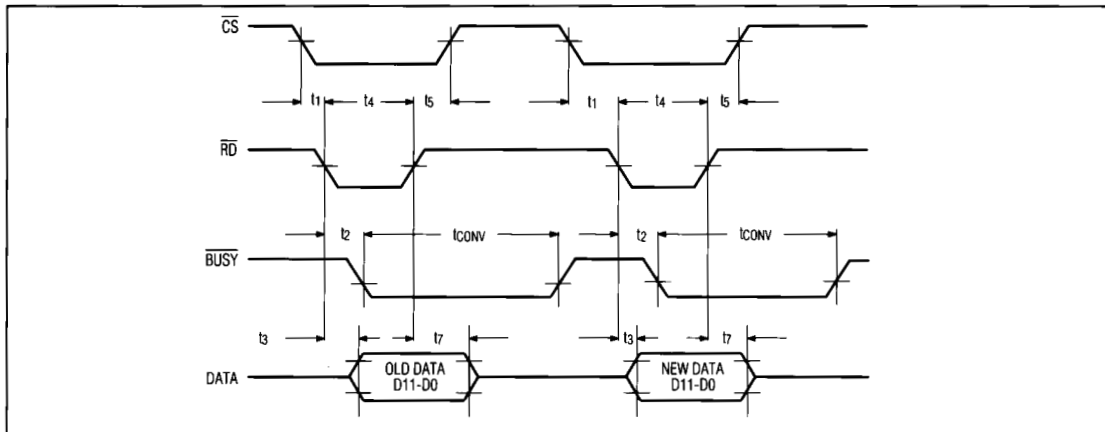 CS
t1 t4 t5 t1 t4 t5
RD
t2 tCONV t2 tCONV
BUSY
t3 t7 t3 t7
DATA OLD DATA NEW DATA
D11-D0 D11-D0